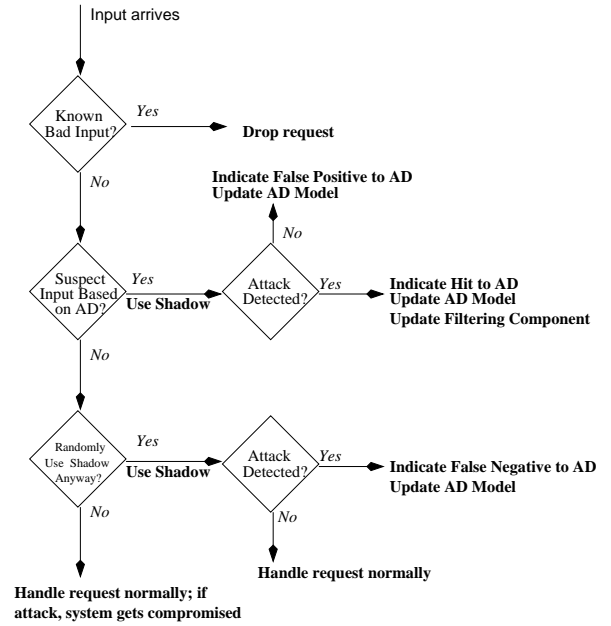 Input arrives
Known
Bad Input?
Yes
Drop request
No
Indicate False Positive to AD
Update AD Model
No
Suspect
Input Based
on AD?
Yes
Use Shadow
Attack
Detected?
Yes
Indicate Hit to AD
Update AD Model
Update Filtering Component
No
Randomly
Use Shadow
Anyway?
Yes
Use Shadow
Attack
Detected?
Yes
Indicate False Negative to AD
Update AD Model
No
No
Handle request normally
Handle request normally; if
attack, system gets compromised